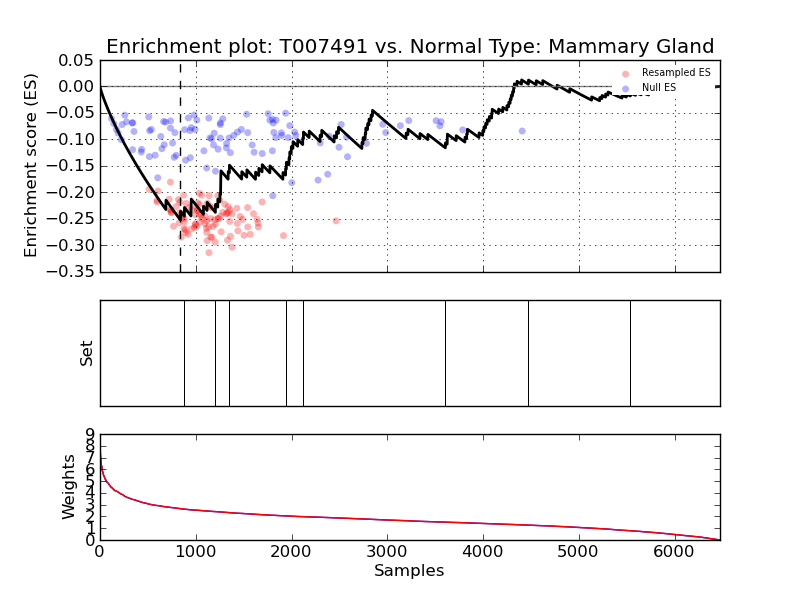 Enrichment plot: T007491 vs. Normal Type: Mammary Gland
Enrichment score (ES)
0.05
0.00
−0.05
−0.10
−0.15
−0.20
−0.25
−0.30
−0.35
Resampled ES
Null ES
Set
Weights
9
8
7
6
5
4
3
2
1
0
0 1000 2000 3000 4000 5000 6000
Samples